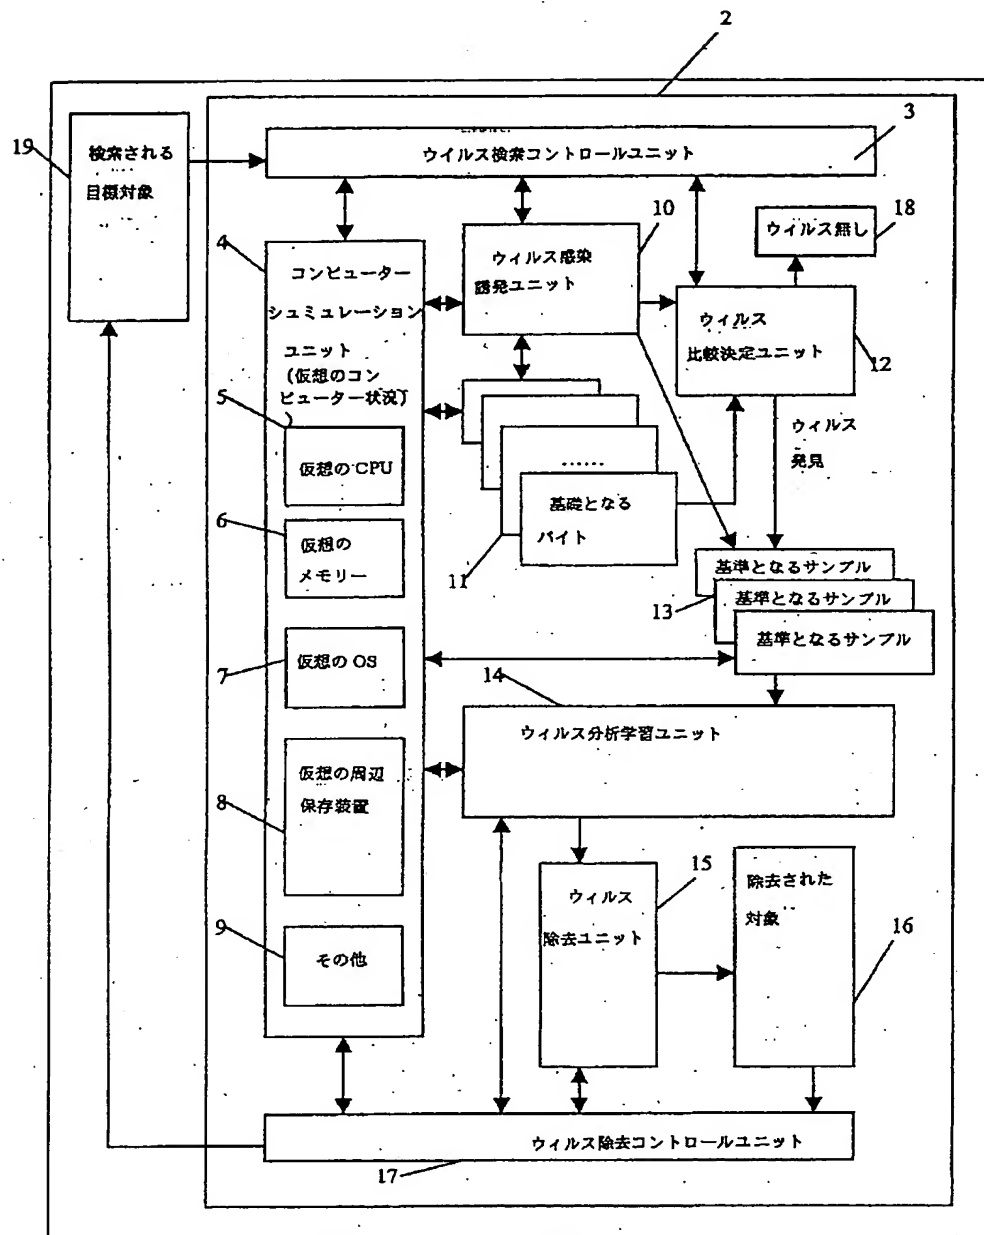 2
3
ウイルス検索コントロールユニット
19
検索される
目標対象
10
18
ウィルス無し
4
コンピューター
シュミュレーション
ユニット
(仮想のコン
ピューター状況)
ウィルス感染
誘発ユニット
ウィルス
比較決定ユニット
12
5
仮想の CPU
ウィルス
発見
......
基礎となる
バイト
6
仮想の
メモリー
11
基準となるサンプル
13
基準となるサンプル
基準となるサンプル
7
仮想の OS
14
ウィルス分析学習ユニット
8
仮想の周辺
保存装置
15
ウィルス
除去ユニット
除去された
対象
16
9
その他
ウィルス除去コントロールユニット
17